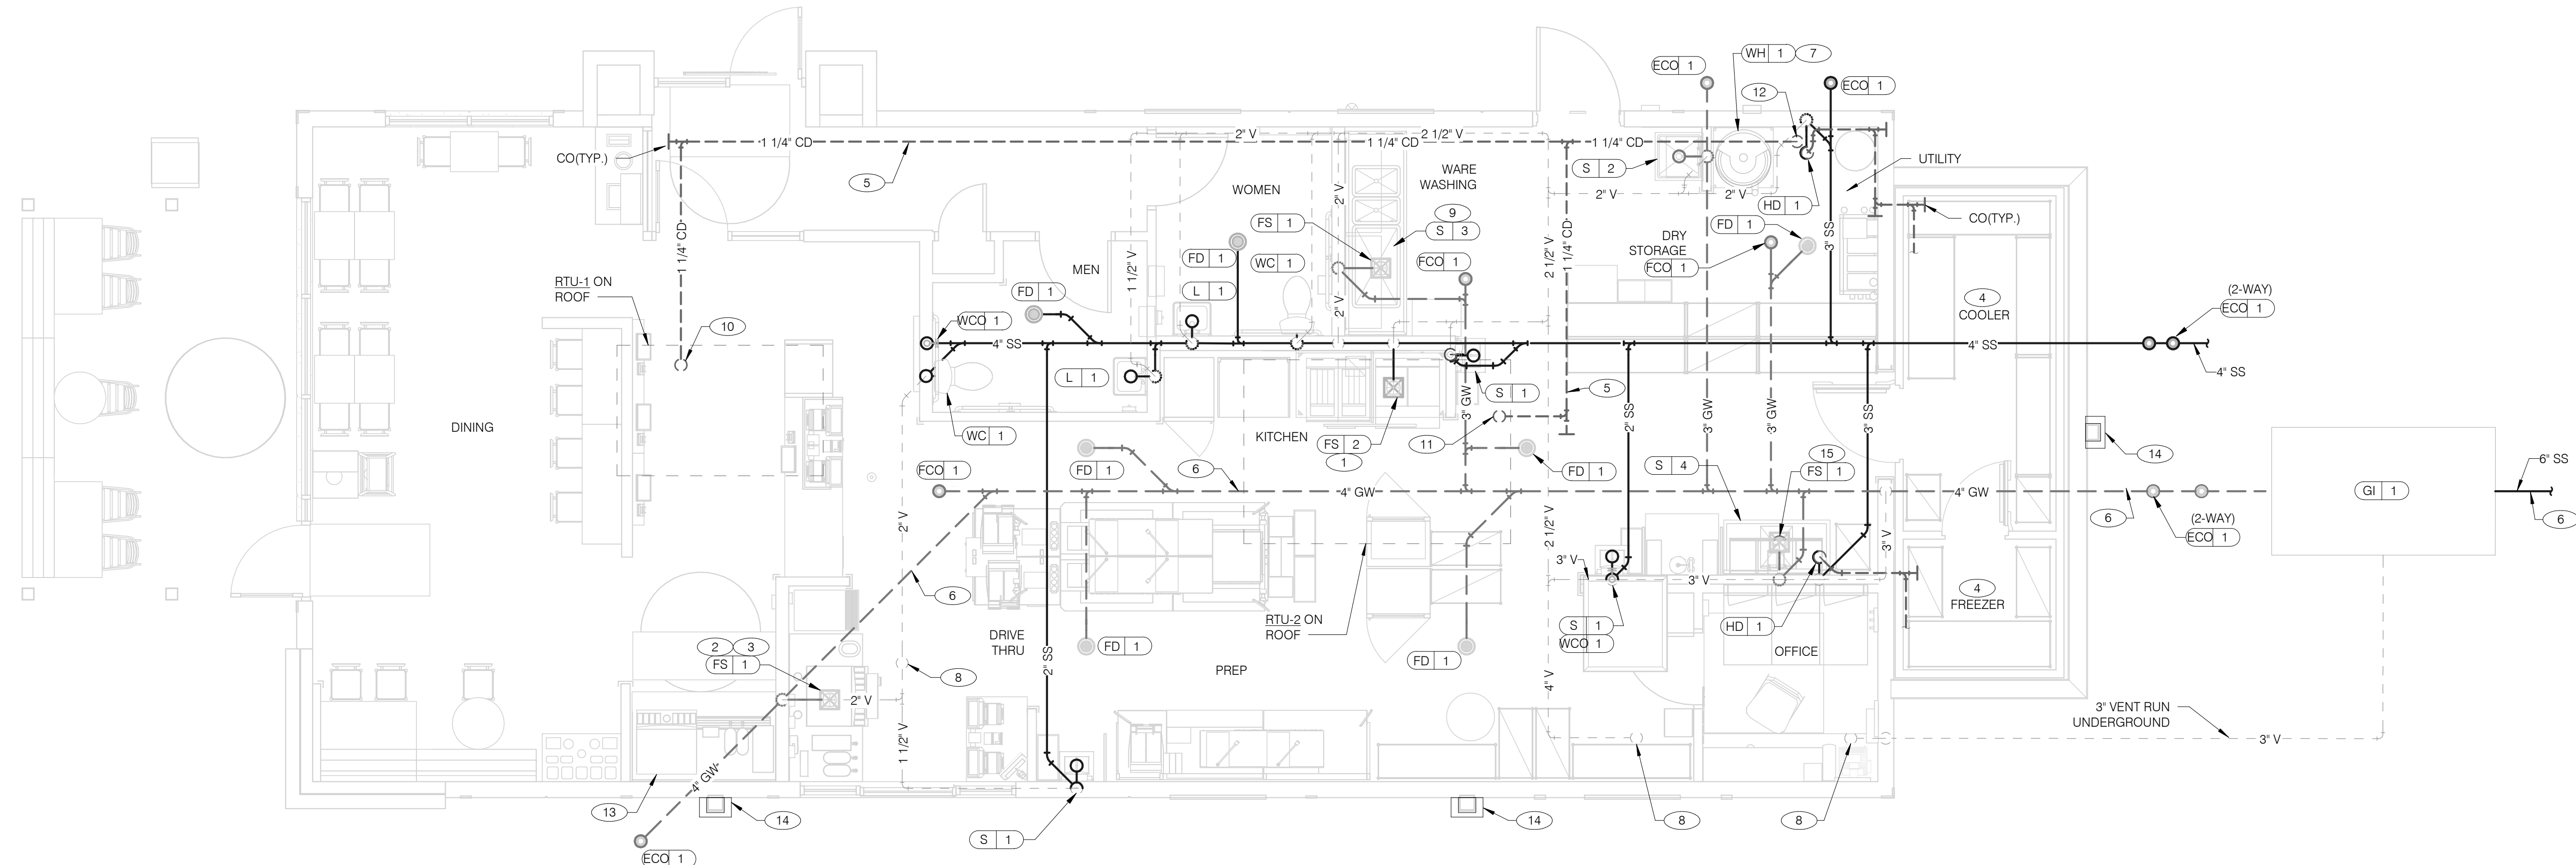 WH 1 7
ECO 1
ECO 1
12
2" V
2 1/2" V
1 1/4" CD
1 1/4" CD
1 1/4" CD
CO(TYP.)
UTILITY
5
WOMEN
WARE
WASHING
S 2
2" V
2" V
2" V
HD 1
9
S 3
FS 1
FD 1
CO(TYP.)
1 1/4" CD
1 1/2" V
2 1/2" V
1 1/4" CD
3" SS
DRY
STORAGE
FCO 1
FCO 1
MEN
FD 1
WC 1
RTU-1 ON
ROOF
FD 1
L 1
2" V
4
COOLER
(2-WAY)
ECO 1
10
WCO 1
4" SS
4" SS
4" SS
L 1
S 1
5
3" GW
2" SS
3" GW
3" GW
3" SS
DINING
WC 1
KITCHEN
FS 2
1
11
14
FCO 1
FD 1
6
FD 1
S 4
15
FS 1
6" SS
4" GW
4" GW
GI 1
6
6
(2-WAY)
ECO 1
2" V
2 1/2" V
3" V
3" V
3" V
6
4
FREEZER
RTU-2 ON
ROOF
S 1
WCO 1
HD 1
DRIVE
THRU
FD 1
FD 1
OFFICE
2 3
FS 1
2" SS
PREP
8
4" V
2" V
3" VENT RUN
UNDERGROUND
3" V
1 1/2" V
4" GW
13
14
S 1
14
8
8
ECO 1